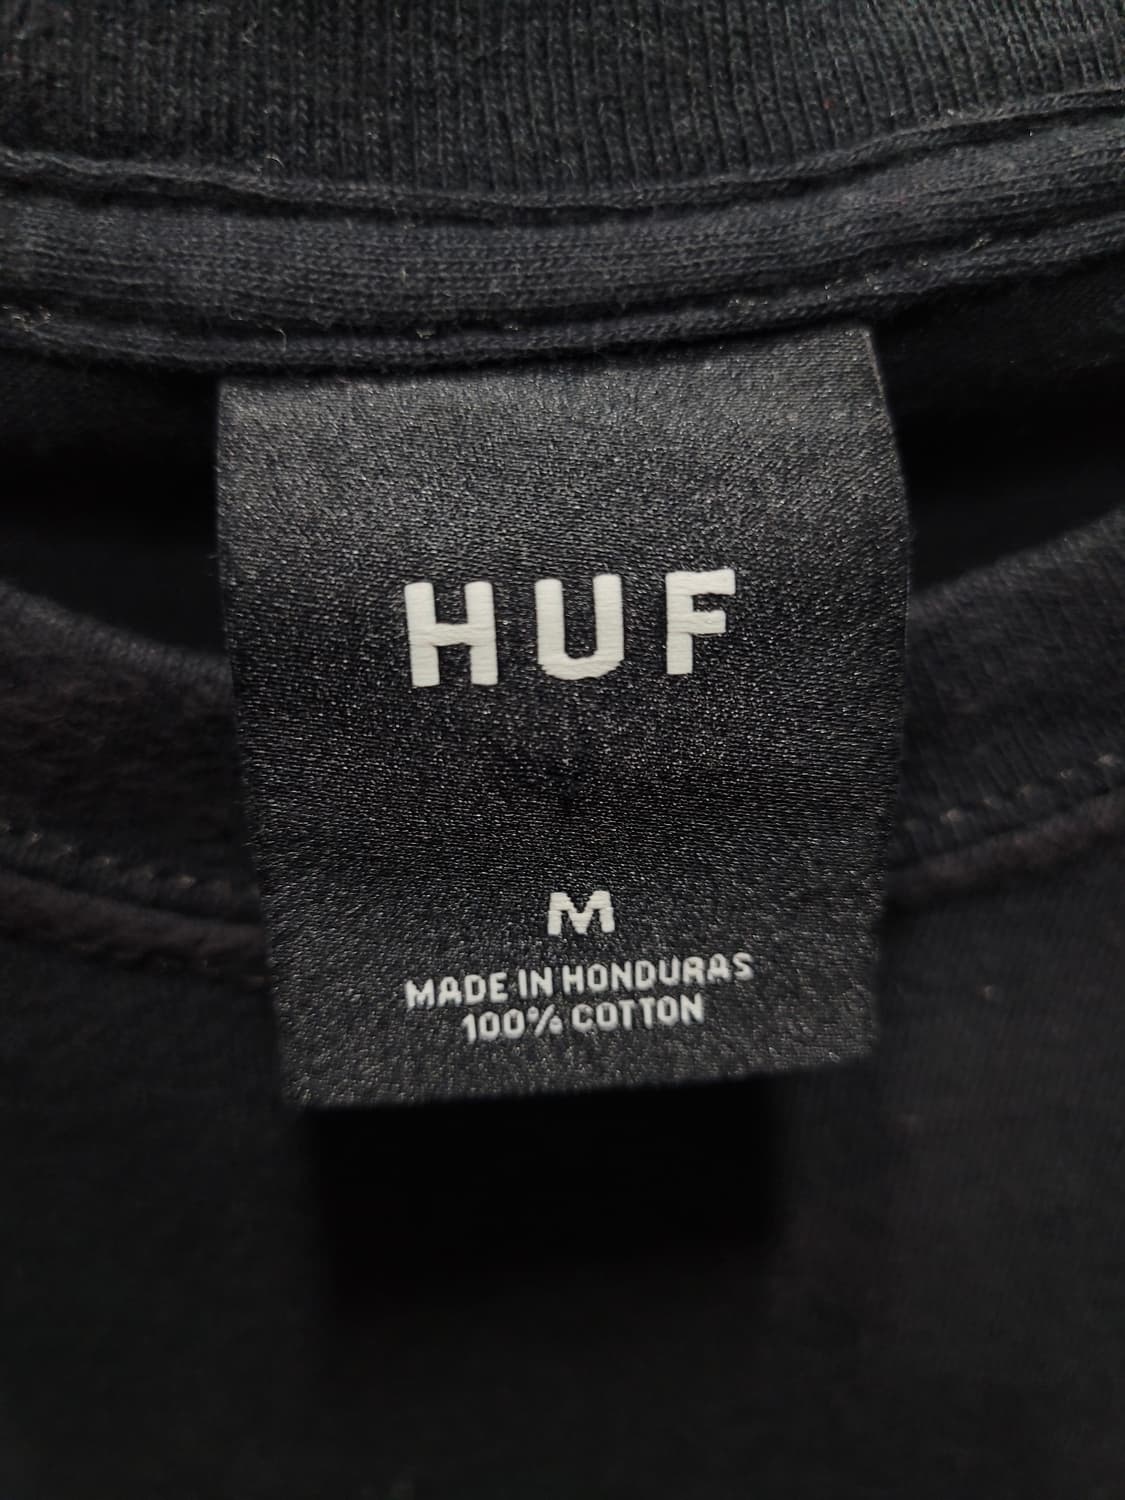 HUF
M
MADE IN HONDURAS
100% COTTON